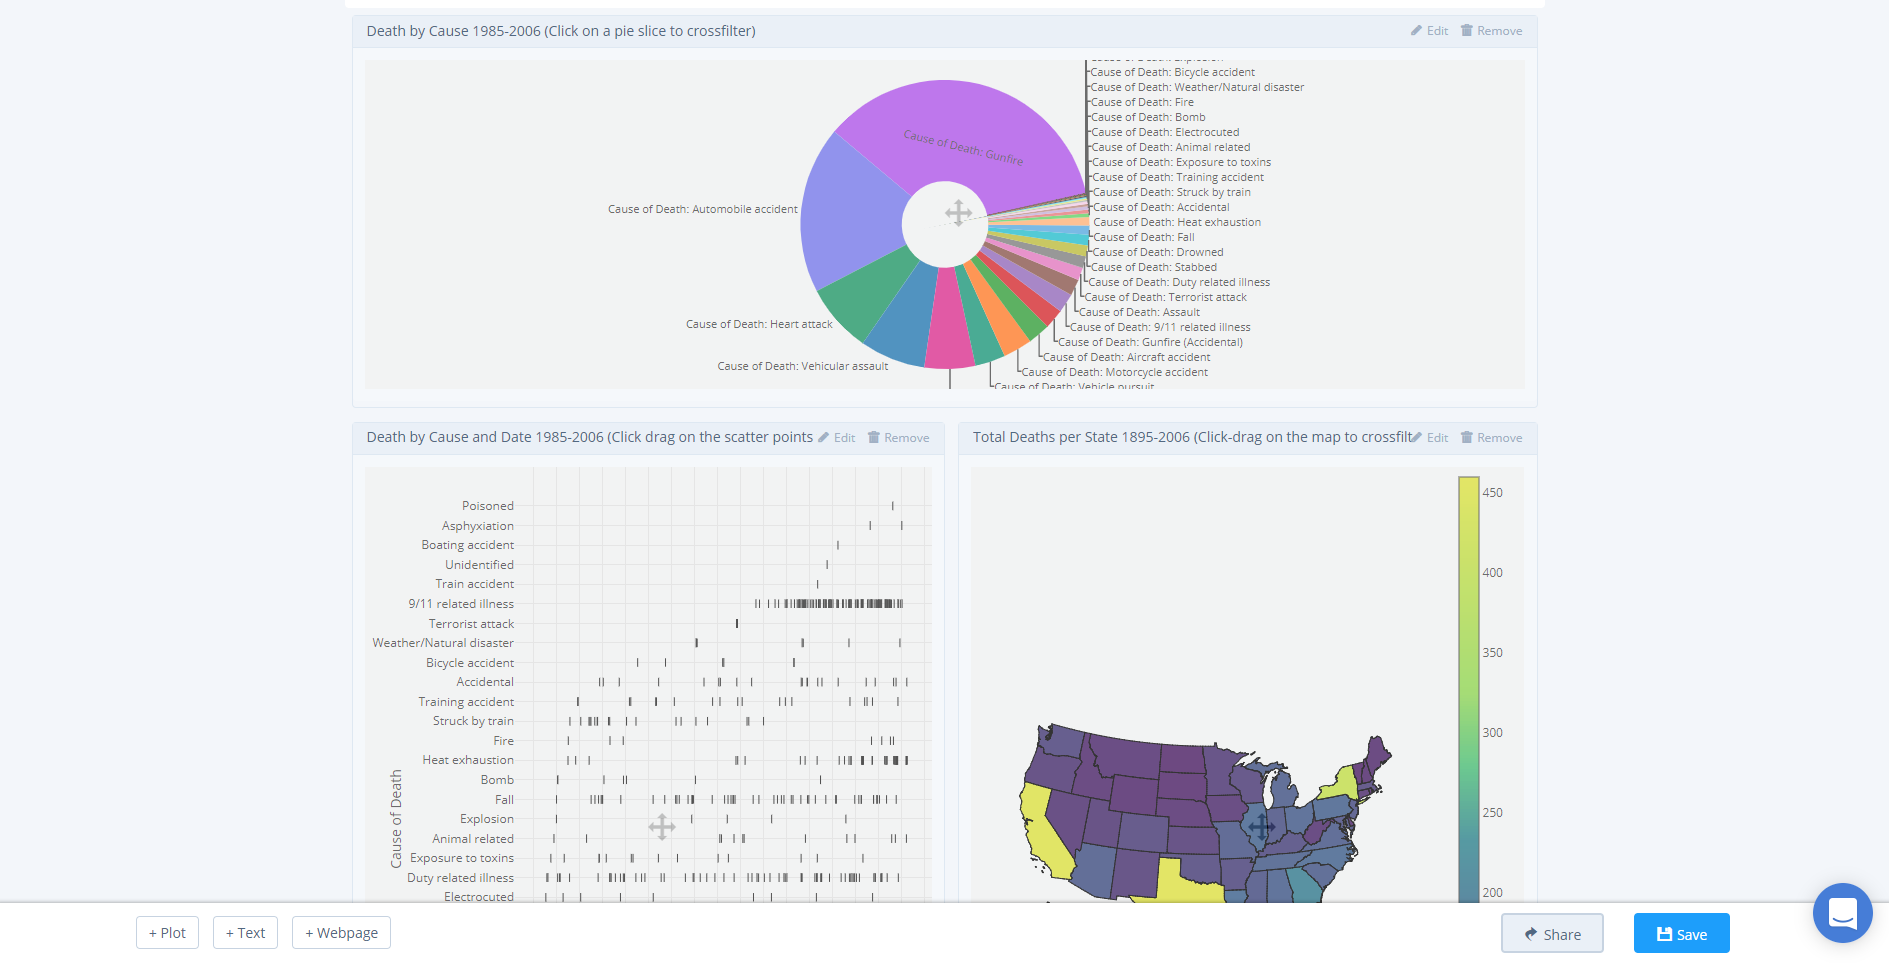 Death by Cause 1985-2006 (Click on a pie slice to crossfilter)
Edit
Remove
Cause of Death: Explosion
Cause of Death: Bicycle accident
Cause of Death: Weather/Natural disaster
Cause of Death: Fire
Cause of Death: Bomb
Cause of Death: Electrocuted
Cause of Death: Animal related
Cause of Death: Exposure to toxins
Cause of Death: Training accident
Cause of Death: Struck by train
Cause of Death: Accidental
Cause of Death: Heat exhaustion
Cause of Death: Fall
Cause of Death: Drowned
Cause of Death: Stabbed
Cause of Death: Duty related illness
Cause of Death: Terrorist attack
Cause of Death: Assault
Cause of Death: 9/11 related illness
Cause of Death: Gunfire (Accidental)
Cause of Death: Aircraft accident
Cause of Death: Motorcycle accident
Cause of Death: Vehicle pursuit
Cause of Death: Gunfire
Cause of Death: Automobile accident
Cause of Death: Heart attack
Cause of Death: Vehicular assault
Death by Cause and Date 1985-2006 (Click drag on the scatter points
Edit
Remove
Poisoned
Asphyxiation
Boating accident
Unidentified
Train accident
9/11 related illness
Terrorist attack
Weather/Natural disaster
Bicycle accident
Accidental
Training accident
Struck by train
Fire
Heat exhaustion
Bomb
Fall
Explosion
Animal related
Exposure to toxins
Duty related illness
Electrocuted
Cause of Death
Total Deaths per State 1895-2006 (Click-drag on the map to crossfilt
Edit
Remove
450
400
350
300
250
200
+ Plot
+ Text
+ Webpage
Share
Save